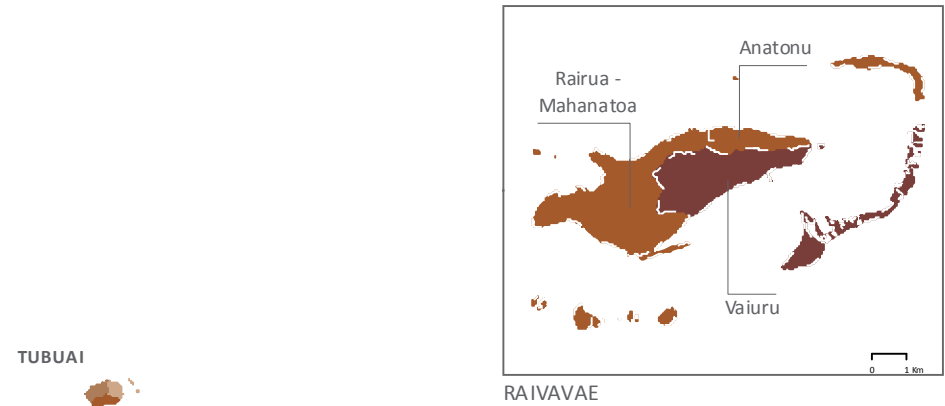 Anatonu
Rairua -
Mahanatoa
Vaiuru
TUBUAI
0 1 Km
RAIVAVAE